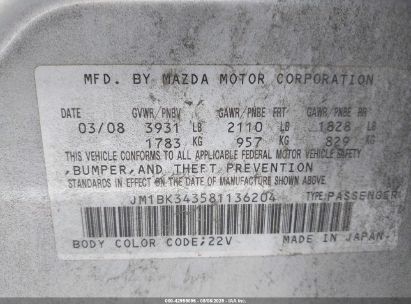 MFD. BY MAZDA MOTOR CORPORATION
DATE GVWR/PNBV GAWR/PNBE FRT GAWR/PNBE RR
03/08 3931 LB 2110 LB 1828 LB
1783 KG 957 KG 829 KG
THIS VEHICLE CONFORMS TO ALL APPLICABLE FEDERAL MOTOR VEHICLE SAFETY
,BUMPER,AND THEFT PREVENTION
STANDARDS IN EFFECT ON THE DATE OF MANUFACTURE SHOWN ABOVE.
JM1BK343581136204 TYPE:PASSENGER
BODY COLOR CODE;22V MADE IN JAPAN